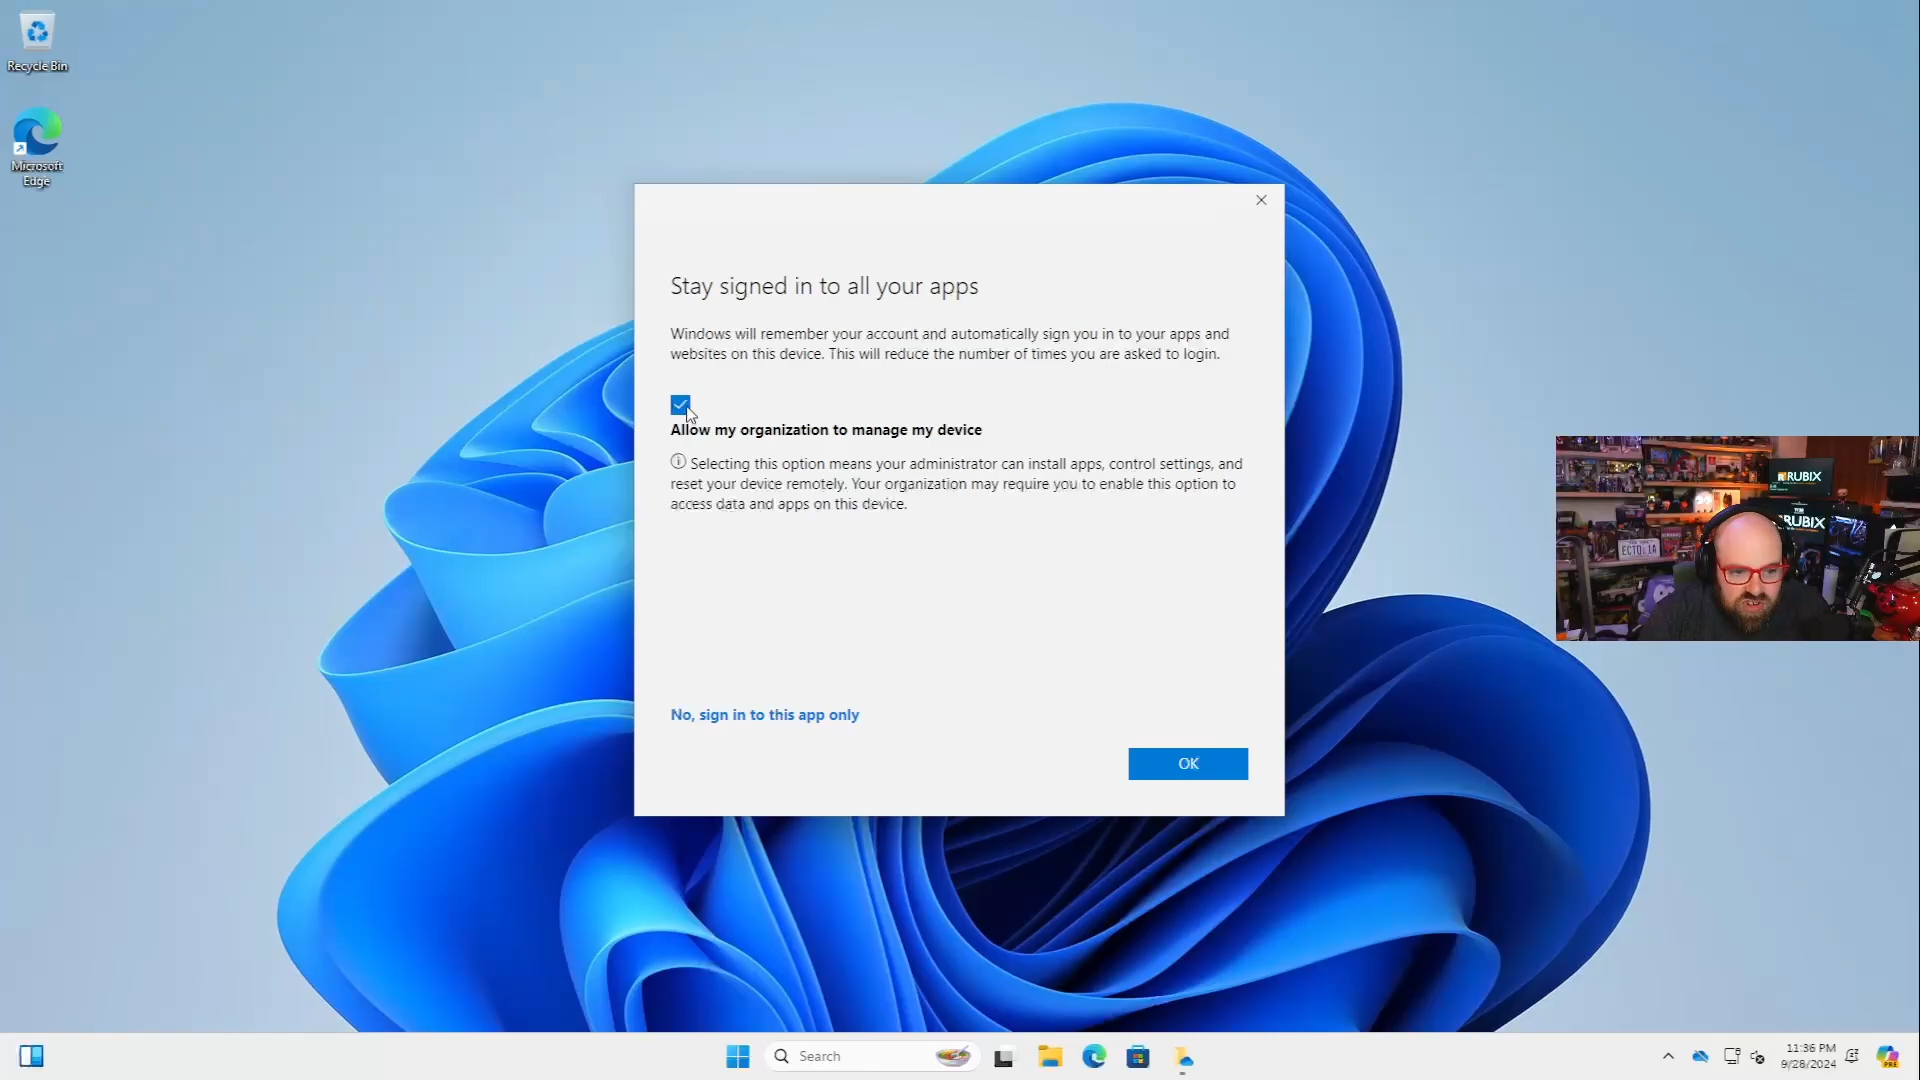 Recycle Bin
Microsoft
Edge
Stay signed in to all your apps
Windows will remember your account and automatically sign you in to your apps and
websites on this device. This will reduce the number of times you are asked to login.
Allow my organization to manage my device
Selecting this option means your administrator can install apps, control settings, and
reset your device remotely. Your organization may require you to enable this option to
access data and apps on this device.
No, sign in to this app only
OK
RUBIX
RUBIX
ECTO-1A
Search
11:36 PM
9/28/2024
PRE